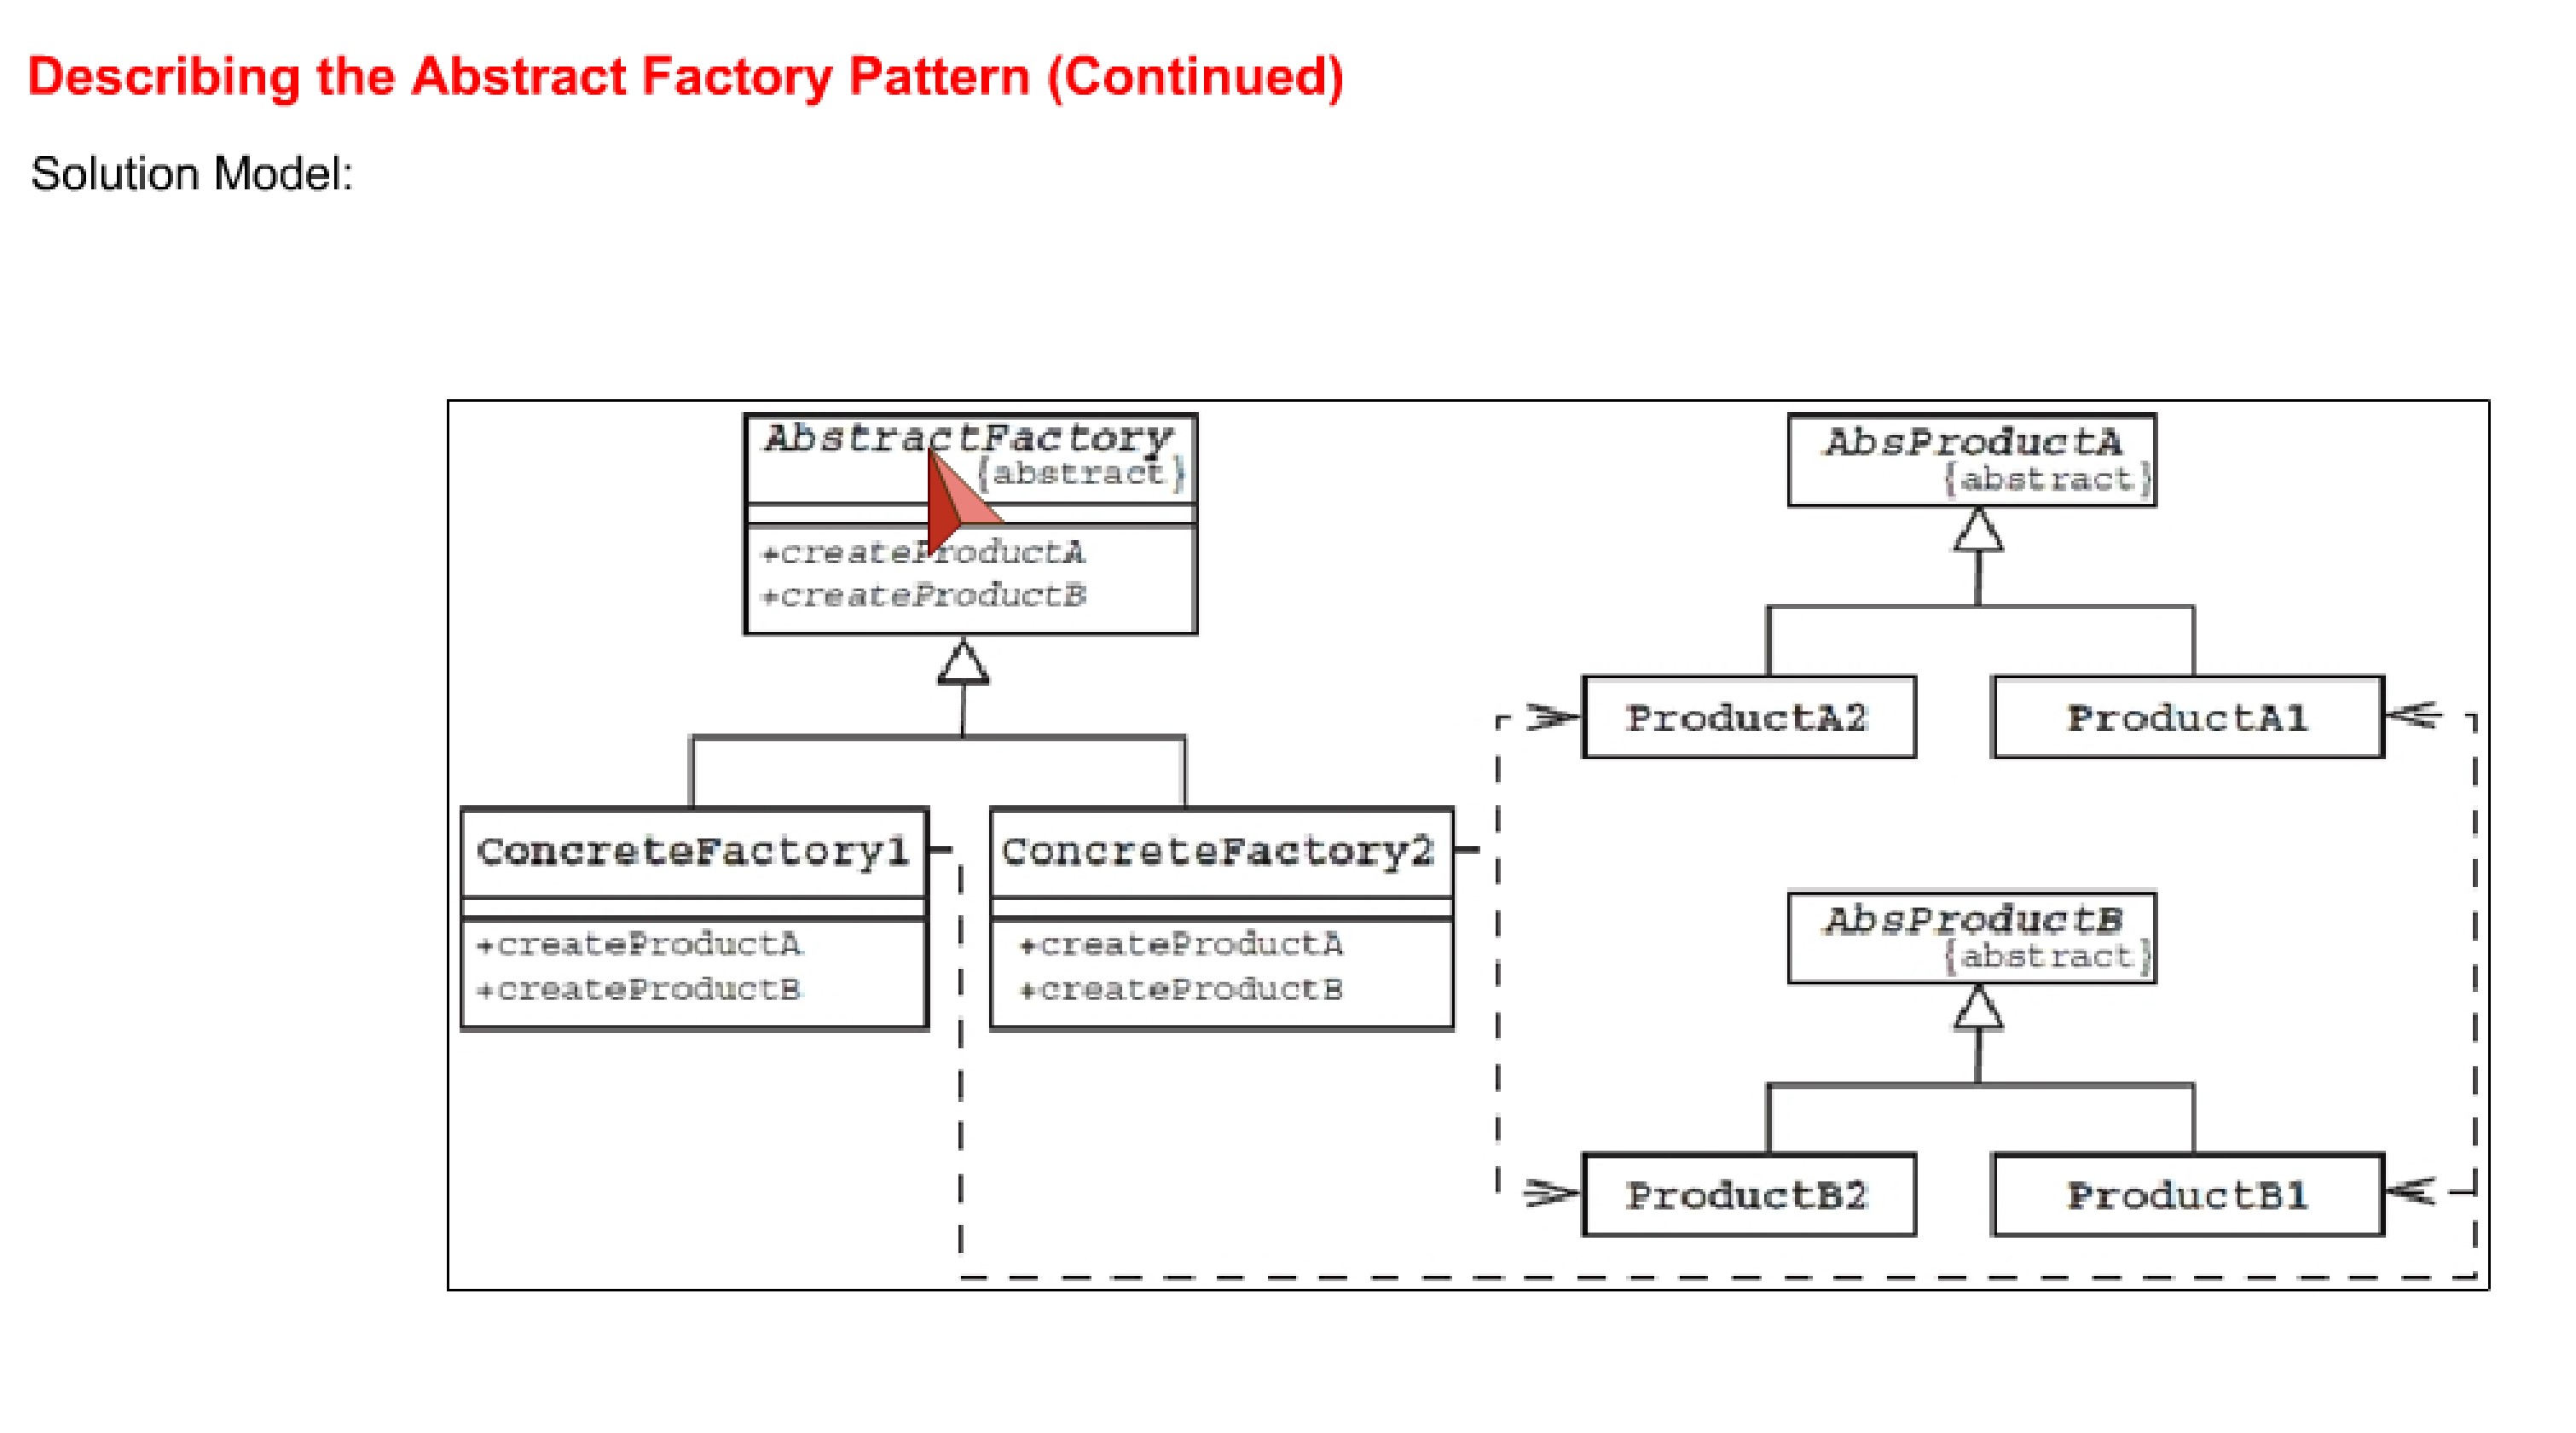 Describing the Abstract Factory Pattern (Continued)
Solution Model:
AbstractFactory
{abstract}
+createProductA
+createProductB
ConcreteFactory1
+createProductA
+createProductB
ConcreteFactory2
+createProductA
+createProductB
AbsProductA
{abstract}
ProductA2
ProductA1
AbsProductB
{abstract}
ProductB2
ProductB1